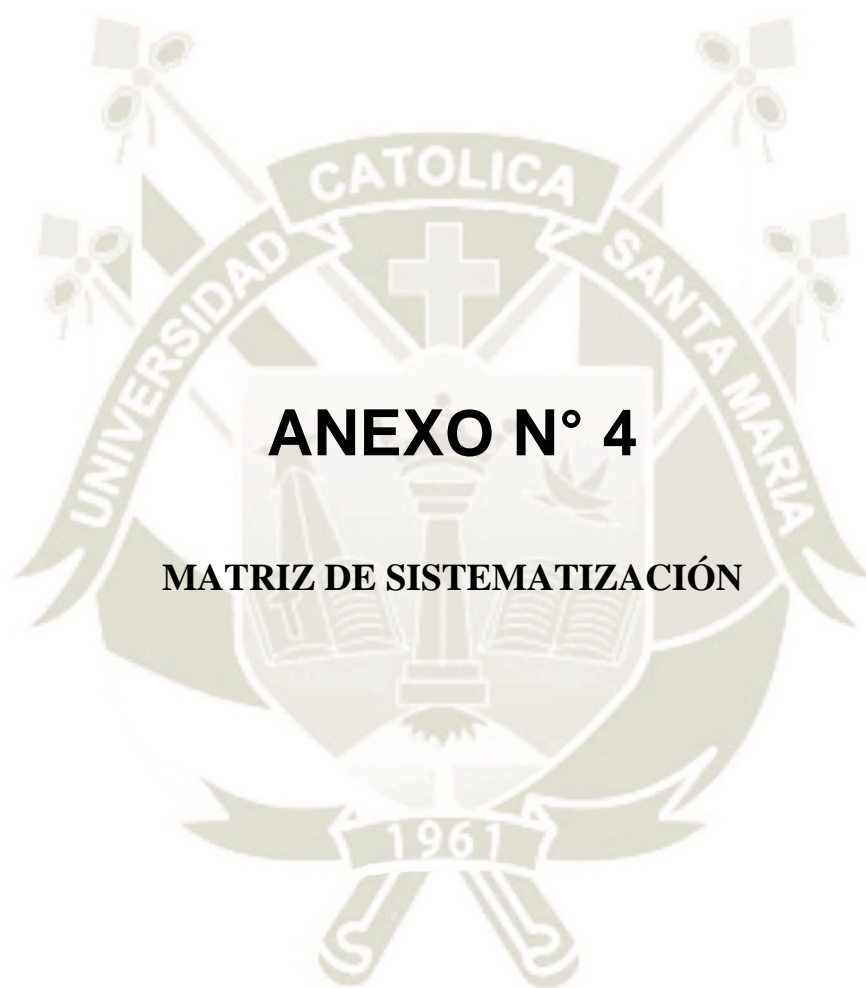 CATOLICA
UNIVERSIDAD
SANTA MARIA
ANEXO N° 4
MATRIZ DE SISTEMATIZACIÓN
1961